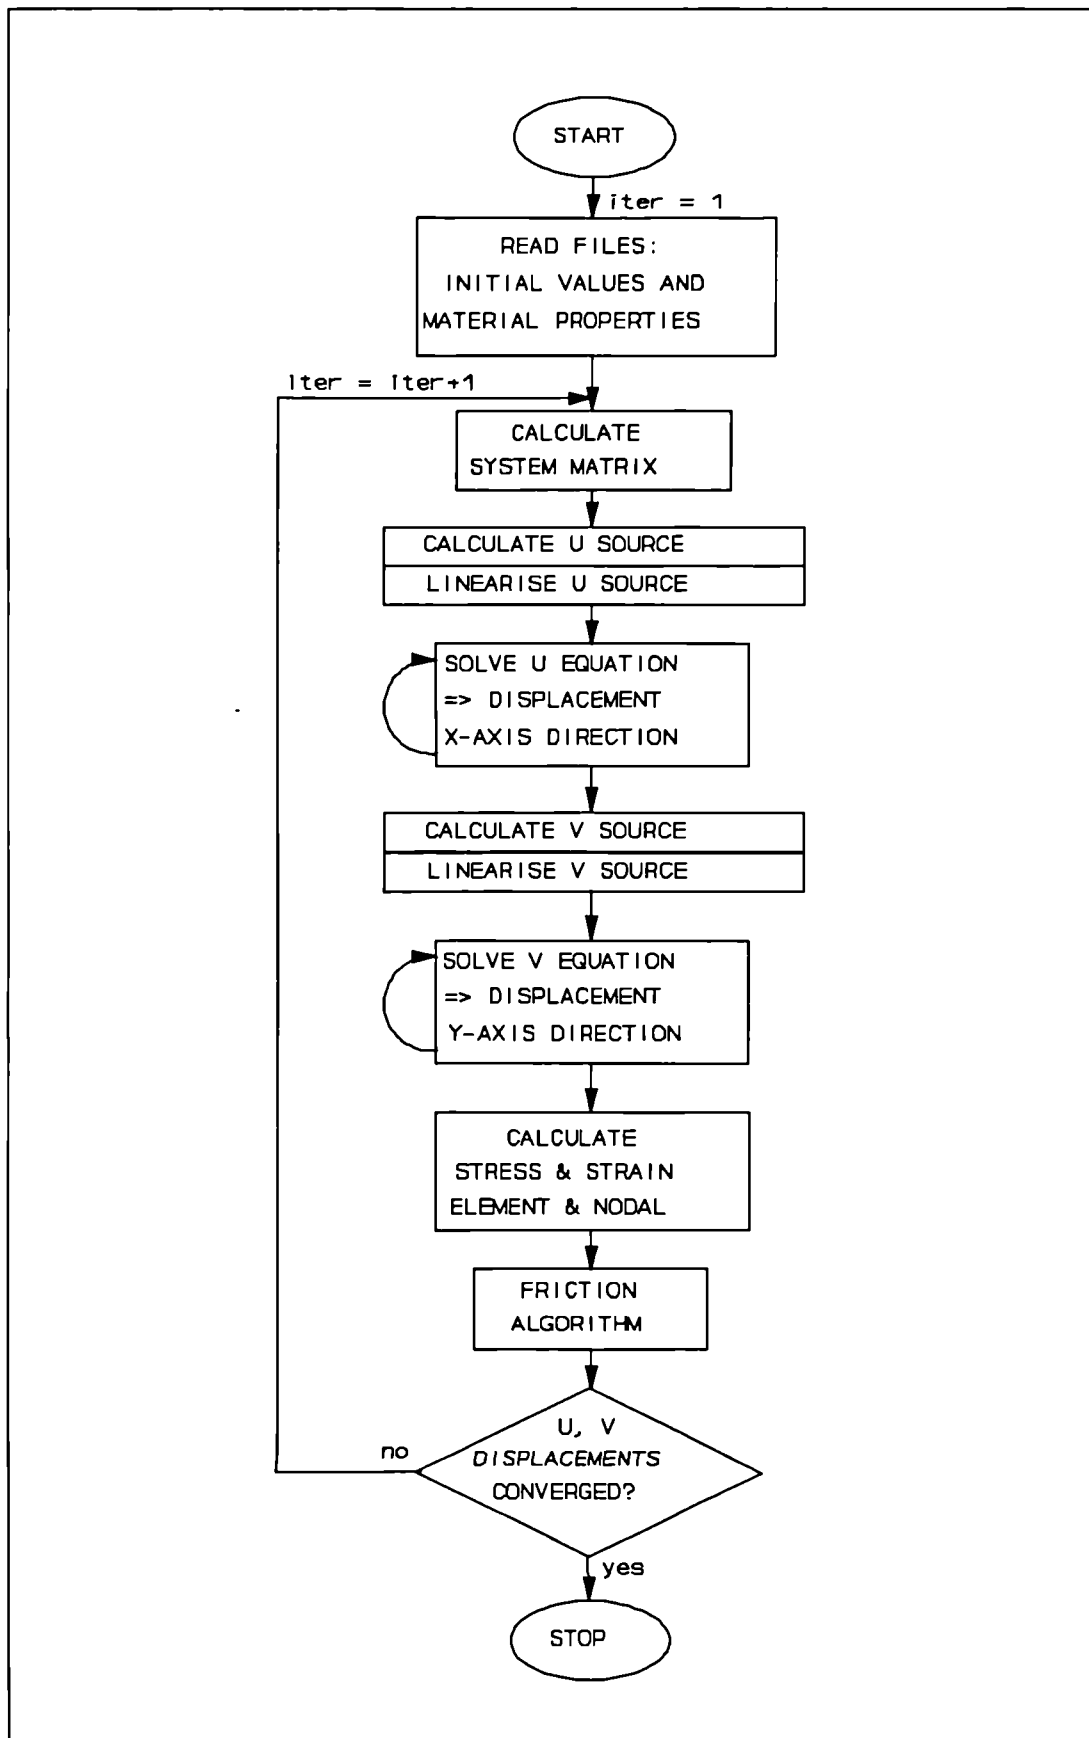 START
iter = 1
READ FILES:
INITIAL VALUES AND
MATERIAL PROPERTIES
iter = iter+1
CALCULATE
SYSTEM MATRIX
CALCULATE U SOURCE
LINEARISE U SOURCE
SOLVE U EQUATION
=> DISPLACEMENT
X-AXIS DIRECTION
CALCULATE V SOURCE
LINEARISE V SOURCE
SOLVE V EQUATION
=> DISPLACEMENT
Y-AXIS DIRECTION
CALCULATE
STRESS & STRAIN
ELEMENT & NODAL
FRICTION
ALGORITHM
U, V
no
DISPLACEMENTS
CONVERGED?
yes
STOP